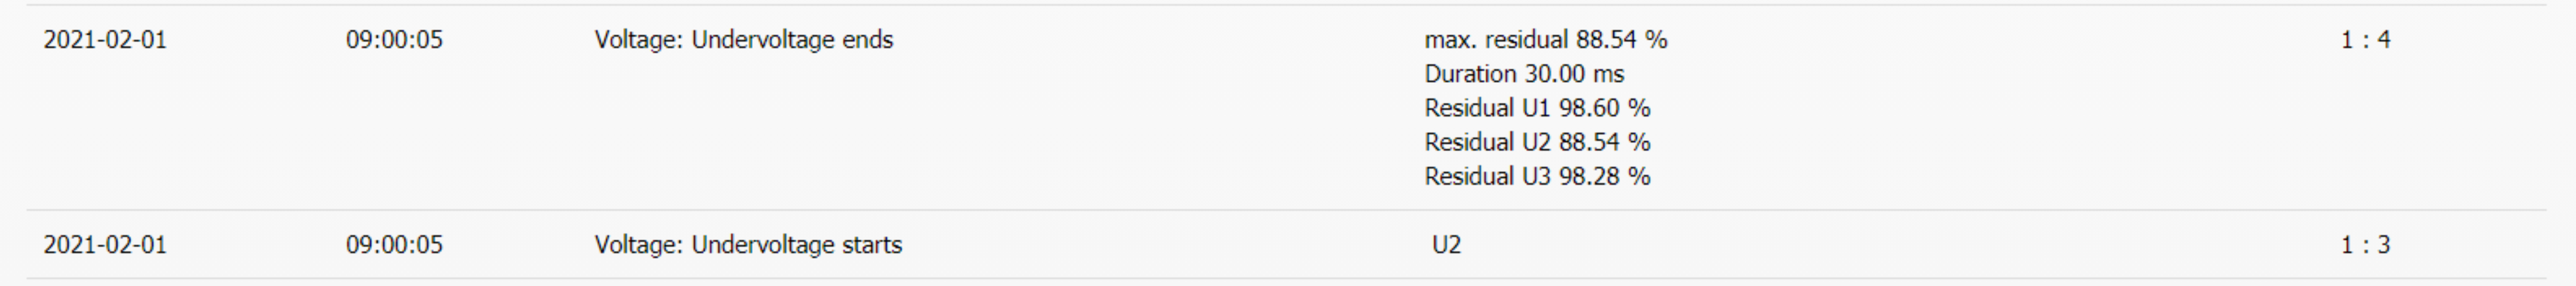 2021-02-01 09:00:05 Voltage: Undervoltage ends max. residual 88.54 % 1 : 4
Duration 30.00 ms
Residual U1 98.60 %
Residual U2 88.54 %
Residual U3 98.28 %
2021-02-01 09:00:05 Voltage: Undervoltage starts U2 1 : 3